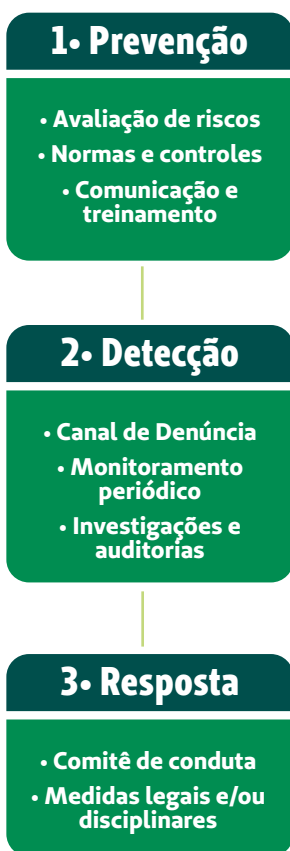 1• Prevenção
• Avaliação de riscos
• Normas e controles
• Comunicação e
treinamento
2• Detecção
• Canal de Denúncia
• Monitoramento
periódico
• Investigações e
auditorias
3• Resposta
• Comitê de conduta
• Medidas legais e/ou
disciplinares